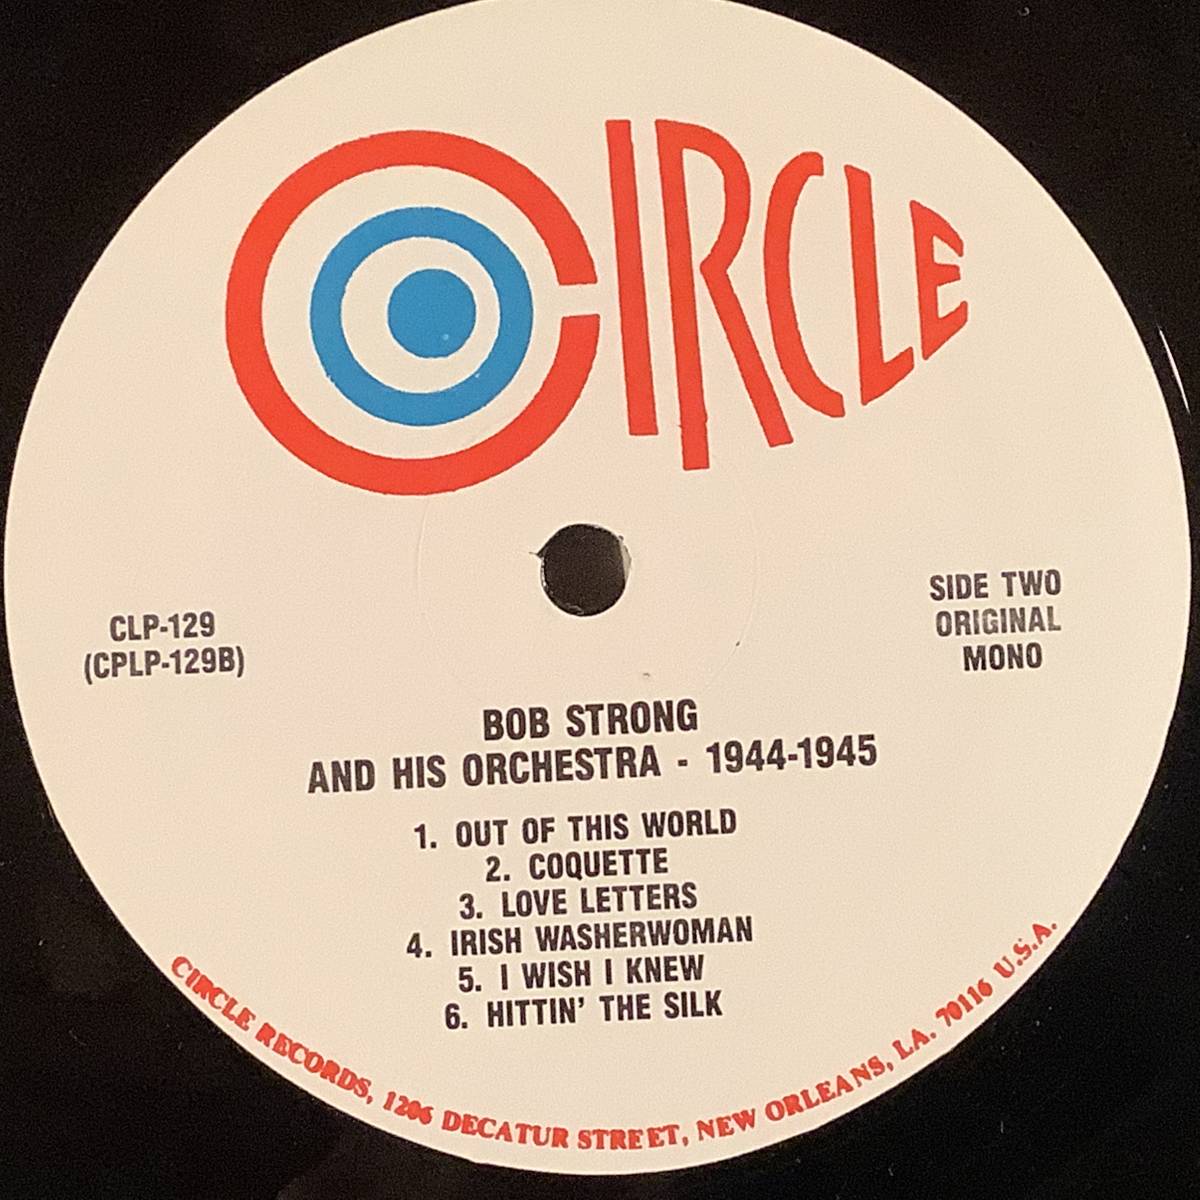 CIRCLE
CLP-129
(CPLP-129B)
SIDE TWO
ORIGINAL
MONO
BOB STRONG
AND HIS ORCHESTRA - 1944-1945
1. OUT OF THIS WORLD
2. COQUETTE
3. LOVE LETTERS
4. IRISH WASHERWOMAN
5. I WISH I KNEW
6. HITTIN' THE SILK
CIRCLE RECORDS, 1206 DECATUR STREET, NEW ORLEANS, LA. 70116 U.S.A.